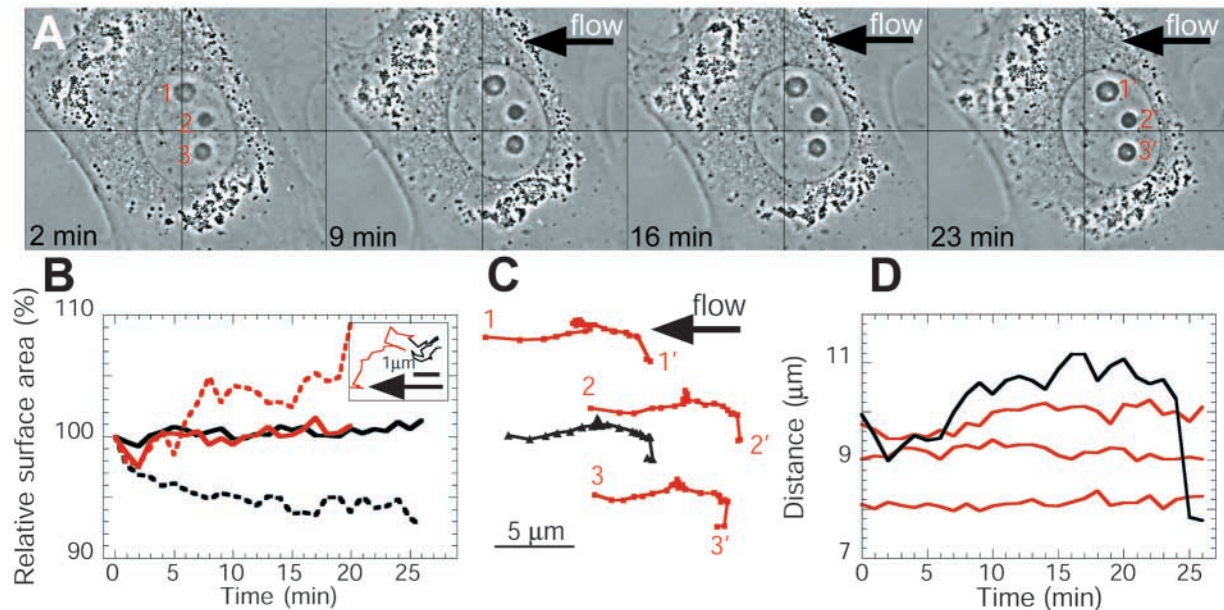 A
flow
flow
flow
1
2
3
1'
2'
3'
2 min
9 min
16 min
23 min
B
Relative surface area (%)
110
100
90
1μm
0 5 10 15 20 25
Time (min)
C
flow
1
1'
2
2'
3
3'
5 μm
D
Distance (μm)
11
9
7
0 5 10 15 20 25
Time (min)